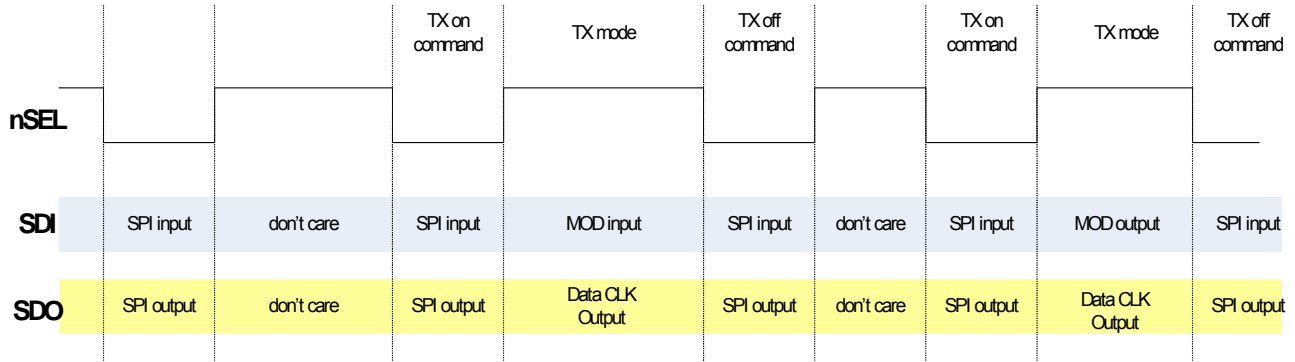 TX on command TX mode TX off command TX on command TX mode TX off command
nSEL
SDI SPI input don't care SPI input MOD input SPI input don't care SPI input MOD output SPI input
SDO SPI output don't care SPI output Data CLK Output SPI output don't care SPI output Data CLK Output SPI output